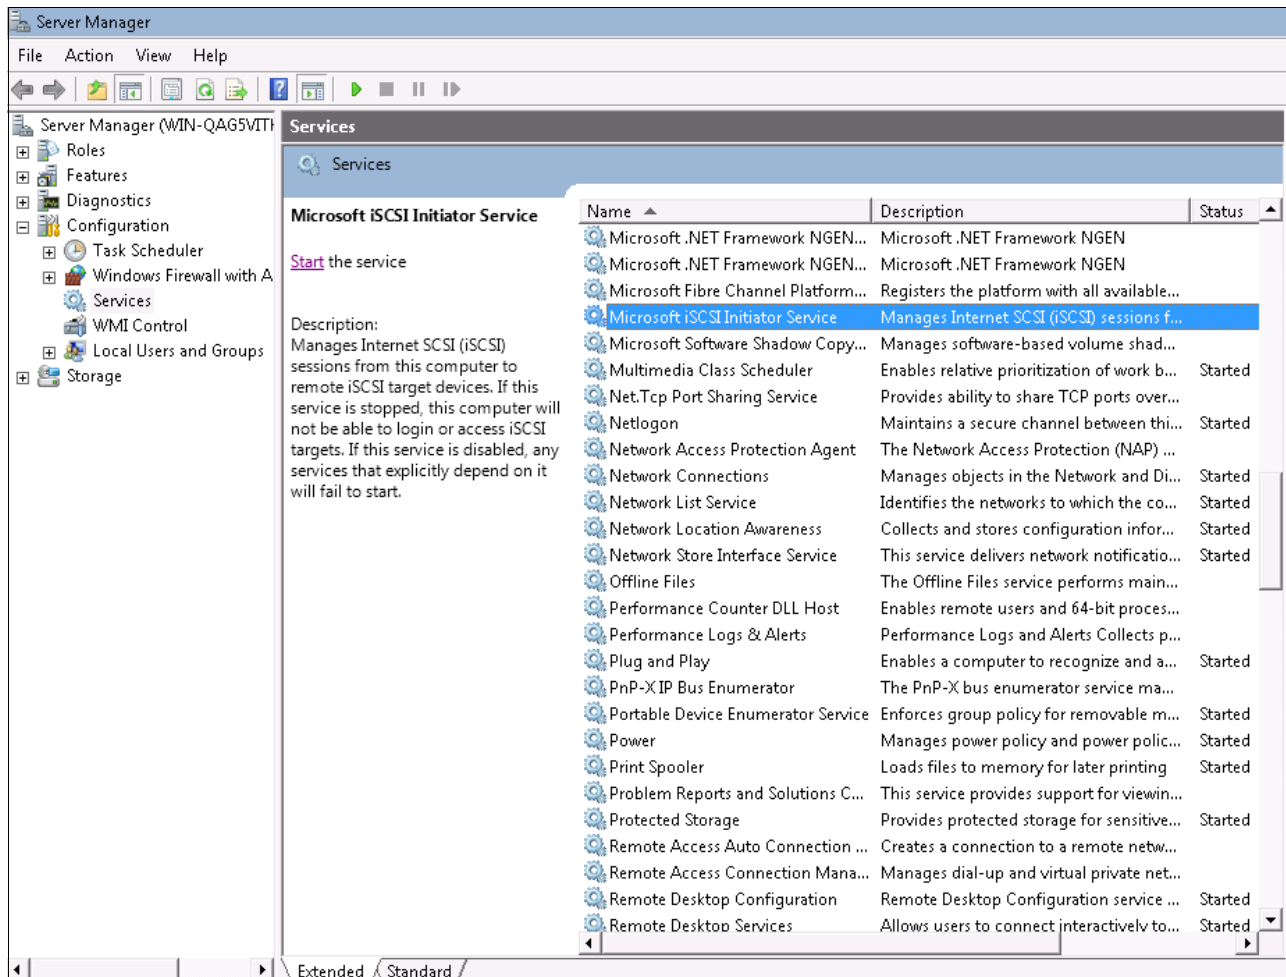 Server Manager
File Action View Help
Server Manager (WIN-QAG5VITH
Roles
Features
Diagnostics
Configuration
Task Scheduler
Windows Firewall with A
Services
WMI Control
Local Users and Groups
Storage
Services
Services
Microsoft iSCSI Initiator Service
Start the service
Description:
Manages Internet SCSI (iSCSI)
sessions from this computer to
remote iSCSI target devices. If this
service is stopped, this computer will
not be able to login or access iSCSI
targets. If this service is disabled, any
services that explicitly depend on it
will fail to start.
Name Description Status
Microsoft .NET Framework NGEN... Microsoft .NET Framework NGEN
Microsoft .NET Framework NGEN... Microsoft .NET Framework NGEN
Microsoft Fibre Channel Platform... Registers the platform with all available...
Microsoft iSCSI Initiator Service Manages Internet SCSI (iSCSI) sessions f...
Microsoft Software Shadow Copy... Manages software-based volume shad...
Multimedia Class Scheduler Enables relative prioritization of work b... Started
Net.Tcp Port Sharing Service Provides ability to share TCP ports over...
Netlogon Maintains a secure channel between thi... Started
Network Access Protection Agent The Network Access Protection (NAP) ...
Network Connections Manages objects in the Network and Di... Started
Network List Service Identifies the networks to which the co... Started
Network Location Awareness Collects and stores configuration infor... Started
Network Store Interface Service This service delivers network notificatio... Started
Offline Files The Offline Files service performs main...
Performance Counter DLL Host Enables remote users and 64-bit proces...
Performance Logs & Alerts Performance Logs and Alerts Collects p...
Plug and Play Enables a computer to recognize and a... Started
PnP-X IP Bus Enumerator The PnP-X bus enumerator service ma...
Portable Device Enumerator Service Enforces group policy for removable m... Started
Power Manages power policy and power polic... Started
Print Spooler Loads files to memory for later printing Started
Problem Reports and Solutions C... This service provides support for viewin...
Protected Storage Provides protected storage for sensitive... Started
Remote Access Auto Connection ... Creates a connection to a remote netw...
Remote Access Connection Mana... Manages dial-up and virtual private net...
Remote Desktop Configuration Remote Desktop Configuration service ... Started
Remote Desktop Services Allows users to connect interactively to... Started
Extended Standard